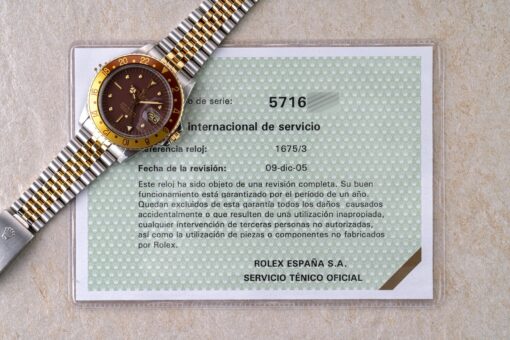 o de serie: 5716
internacional de servicio
ferencia reloj: 1675/3
Fecha de la revisión: 09-dic-05
Este reloj ha sido objeto de una revisión completa. Su buen
funcionamiento está garantizado por el período de un año.
Quedan excluidos de esta garantía todos los daños causados
accidentalmente o que resulten de una utilización inapropiada,
cualquier intervención de terceras personas no autorizadas,
así como la utilización de piezas o componentes no fabricados
por Rolex.
ROLEX ESPAÑA S.A.
SERVICIO TÉNICO OFICIAL